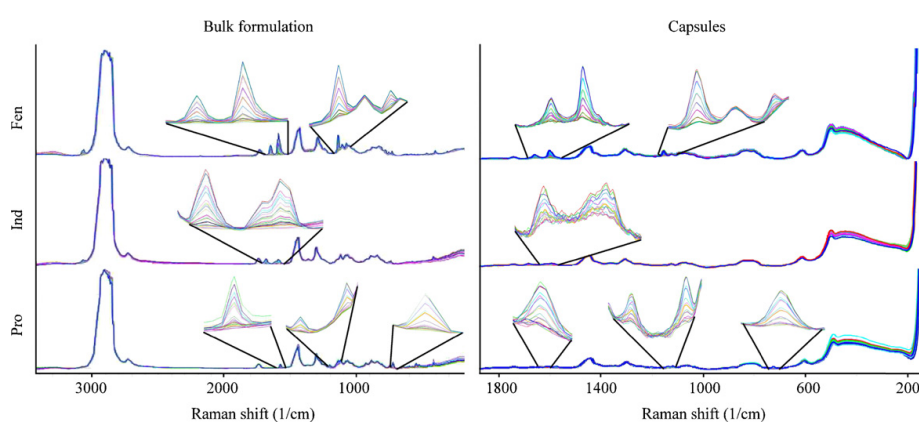 Bulk formulation
Capsules
Fen
Ind
Pro
3000 2000 1000
1800 1400 1000 600 200
Raman shift (1/cm)
Raman shift (1/cm)